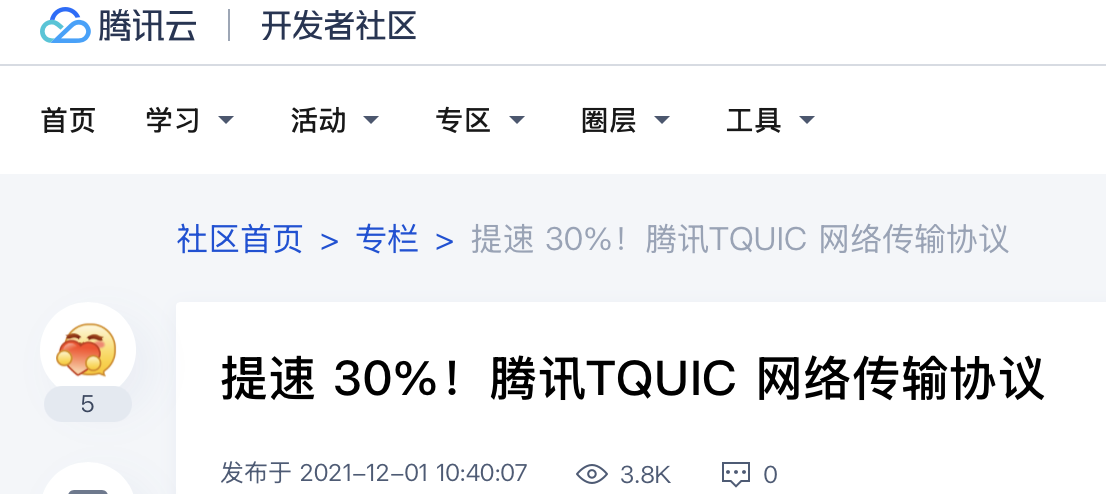 腾讯云 | 开发者社区
首页 学习 活动 专区 圈层 工具
社区首页 > 专栏 > 提速 30%！腾讯TQUIC 网络传输协议
提速 30%！腾讯TQUIC 网络传输协议
5
发布于 2021-12-01 10:40:07 3.8K 0